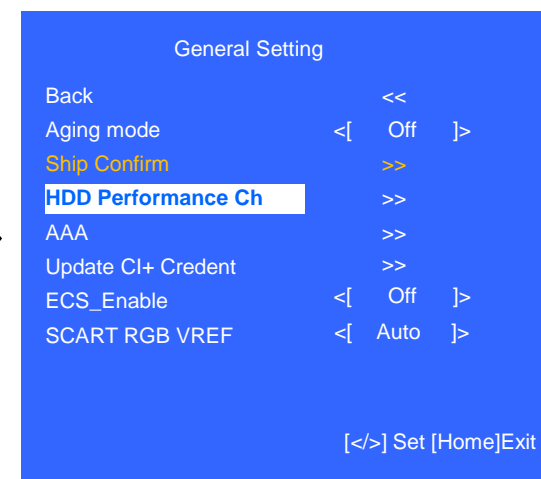 General Setting
Back <<
Aging mode <[ Off ]>
Ship Confirm >>
HDD Performance Ch >>
AAA >>
Update CI+ Credent >>
ECS_Enable <[ Off ]>
SCART RGB VREF <[ Auto ]>
[</>] Set [Home]Exit